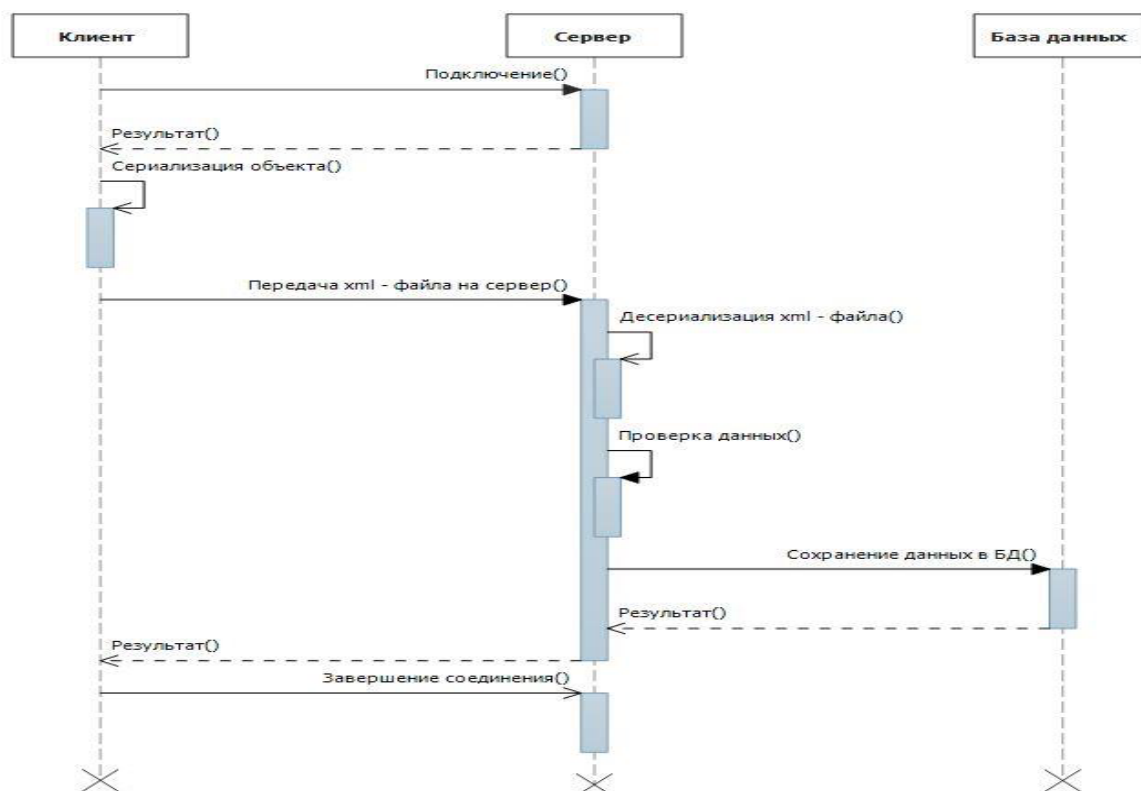 Клиент
Сервер
База данных
Подключение()
Результат()
Сериализация объекта()
Передача xml - файла на сервер()
Десериализация xml - файла()
Проверка данных()
Сохранение данных в БД()
Результат()
Результат()
Завершение соединения()